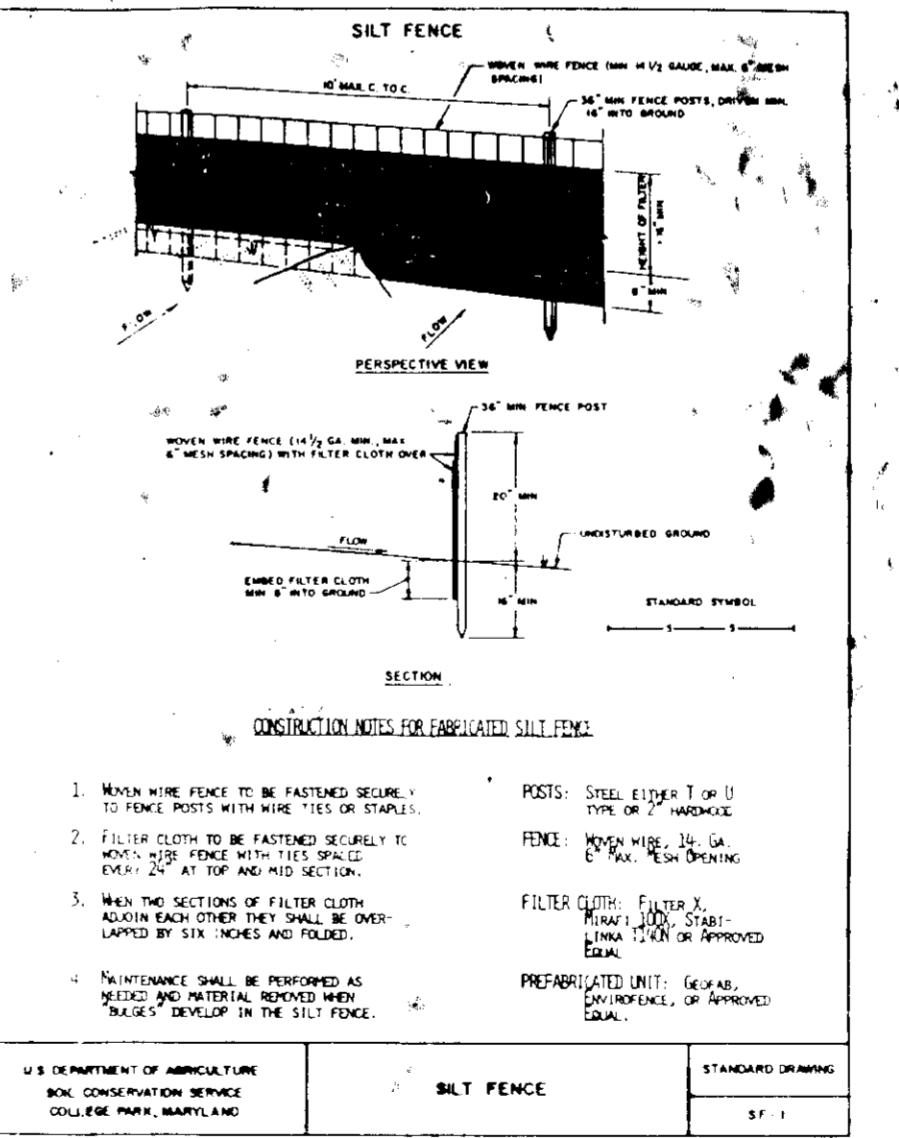 SILT FENCE
WOVEN WIRE FENCE (MIN 14 1/2 GAUGE, MAX. 6" MESH
SPACING)
10' MAX. C. TO C.
36" MIN FENCE POSTS, DRIVEN MIN.
16" INTO GROUND
HEIGHT OF FILTER
16" MIN
8" MIN
FLOW
FLOW
PERSPECTIVE VIEW
36" MIN FENCE POST
WOVEN WIRE FENCE (14 1/2 GA. MIN., MAX
6" MESH SPACING) WITH FILTER CLOTH OVER
20" MIN
FLOW
UNDISTURBED GROUND
EMBED FILTER CLOTH
MIN 8" INTO GROUND
16" MIN
STANDARD SYMBOL
S S
SECTION
CONSTRUCTION NOTES FOR FABRICATED SILT FENCE
1. WOVEN WIRE FENCE TO BE FASTENED SECURELY
TO FENCE POSTS WITH WIRE TIES OR STAPLES.
2. FILTER CLOTH TO BE FASTENED SECURELY TO
WOVEN WIRE FENCE WITH TIES SPACED
EVERY 24" AT TOP AND MID SECTION.
3. WHEN TWO SECTIONS OF FILTER CLOTH
ADJOIN EACH OTHER THEY SHALL BE OVER-
LAPPED BY SIX INCHES AND FOLDED.
4 MAINTENANCE SHALL BE PERFORMED AS
NEEDED AND MATERIAL REMOVED WHEN
"BULGES" DEVELOP IN THE SILT FENCE.
POSTS: STEEL EITHER T OR U
TYPE OR 2" HARDWOOD
FENCE: WOVEN WIRE, 14. GA.
6" MAX. MESH OPENING
FILTER CLOTH: FILTER X,
MIRAFI 100X, STABI-
LINKA T140N OR APPROVED
EQUAL
PREFABRICATED UNIT: GEOFAB,
ENVIROFENCE, OR APPROVED
EQUAL.
U S DEPARTMENT OF AGRICULTURE
SOIL CONSERVATION SERVICE
COLLEGE PARK, MARYLAND
SILT FENCE
STANDARD DRAWING
SF-1